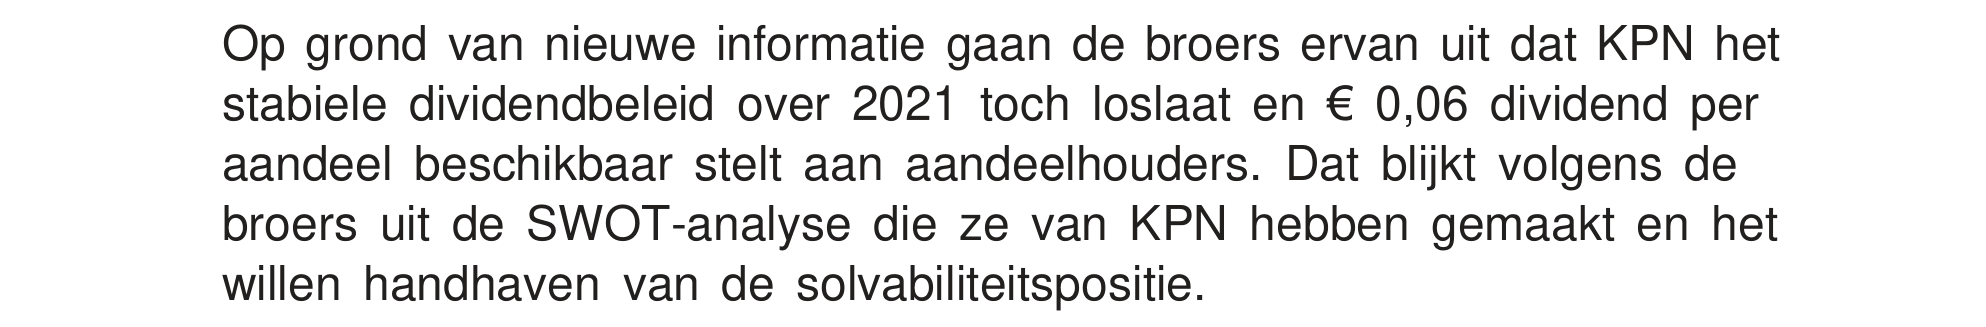 Op grond van nieuwe informatie gaan de broers ervan uit dat KPN het
stabiele dividendbeleid over 2021 toch loslaat en € 0,06 dividend per
aandeel beschikbaar stelt aan aandeelhouders. Dat blijkt volgens de
broers uit de SWOT-analyse die ze van KPN hebben gemaakt en het
willen handhaven van de solvabiliteitspositie.